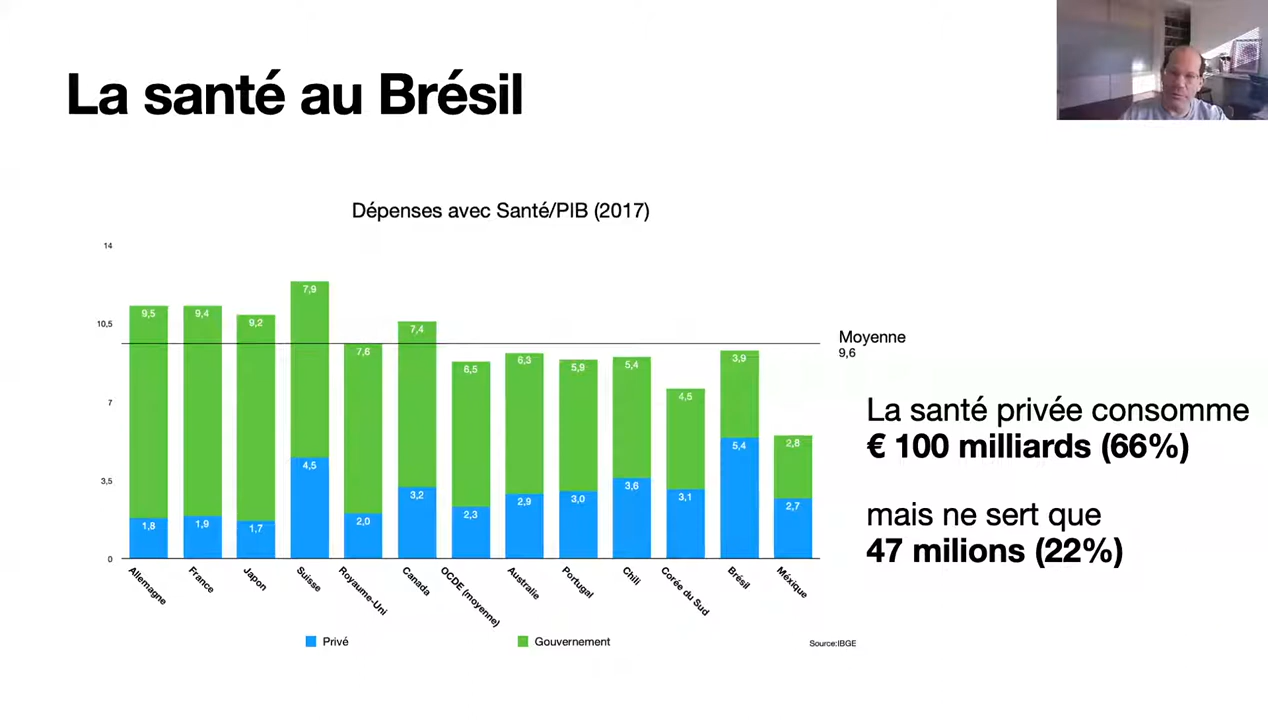 La santé au Brésil
Dépenses avec Santé/PIB (2017)
14
10,5
7
3,5
0
9,5
9,4
9,2
7,9
7,6
7,4
6,5
6,3
5,9
5,4
4,5
3,9
2,8
1,8
1,9
1,7
4,5
2,0
3,2
2,3
2,9
3,0
3,6
3,1
5,4
2,7
Allemagne
France
Japon
Suisse
Royaume-Uni
Canada
OCDE (moyenne)
Australie
Portugal
Chili
Corée du Sud
Brésil
Méxique
Privé
Gouvernement
Source:IBGE
Moyenne
9,6
La santé privée consomme
€ 100 milliards (66%)
mais ne sert que
47 milions (22%)